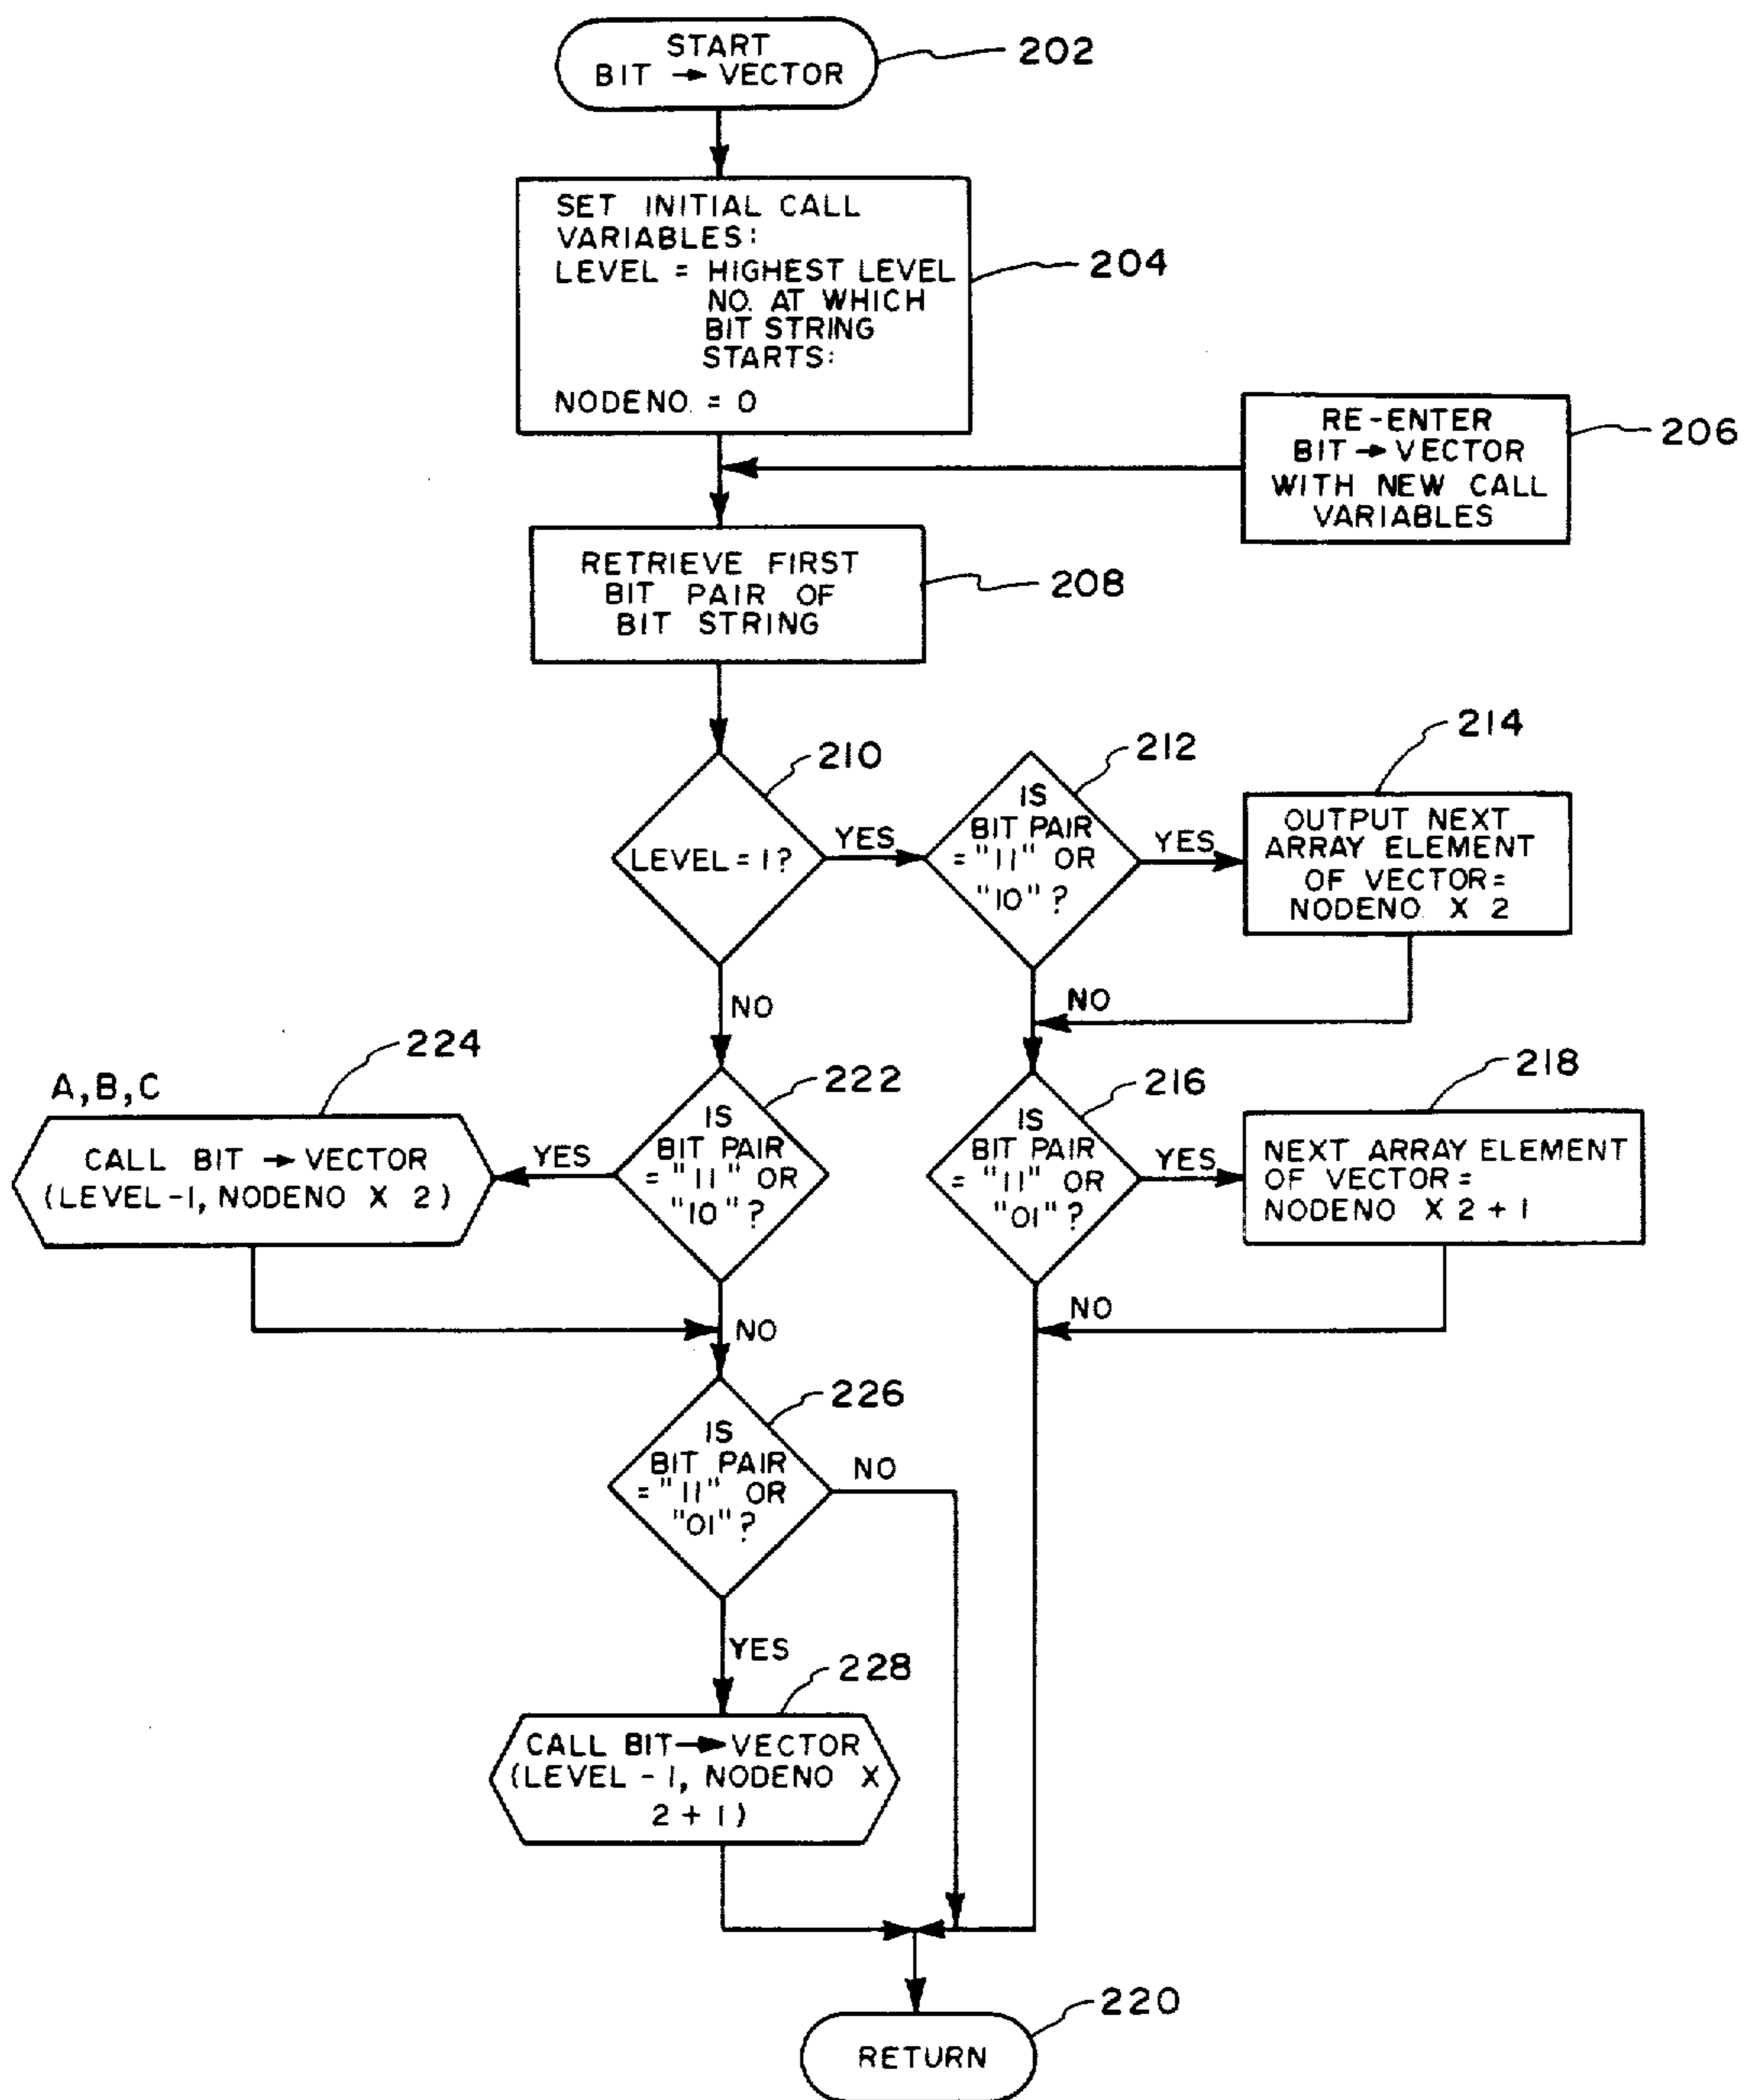 START
BIT → VECTOR
202
SET INITIAL CALL
VARIABLES:
LEVEL = HIGHEST LEVEL
NO. AT WHICH
BIT STRING
STARTS:
NODENO. = 0
204
RE-ENTER
BIT → VECTOR
WITH NEW CALL
VARIABLES
206
RETRIEVE FIRST
BIT PAIR OF
BIT STRING
208
210
LEVEL = 1?
YES
NO
212
IS
BIT PAIR
= "11" OR
"10" ?
YES
NO
214
OUTPUT NEXT
ARRAY ELEMENT
OF VECTOR=
NODENO. X 2
224
A, B, C
CALL BIT → VECTOR
(LEVEL-1, NODENO X 2)
222
IS
BIT PAIR
= "11" OR
"10" ?
YES
NO
216
IS
BIT PAIR
= "11" OR
"01" ?
YES
NO
218
NEXT ARRAY ELEMENT
OF VECTOR=
NODENO X 2 + 1
226
IS
BIT PAIR
= "11" OR
"01" ?
NO
YES
228
CALL BIT → VECTOR
(LEVEL - 1, NODENO X
2 + 1)
220
RETURN